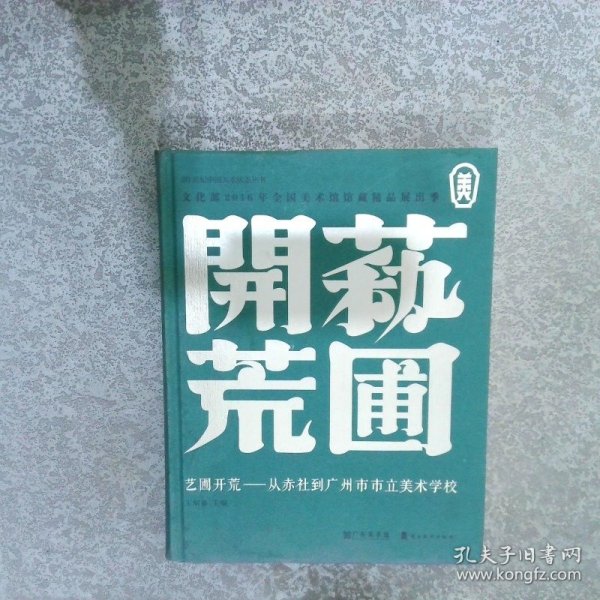 文化部2016年全国美术馆馆藏精品展出季
美
開蓺
荒圃
艺圃开荒——从赤社到广州市市立美术学校
孔夫子旧书网
www.kongfz.com